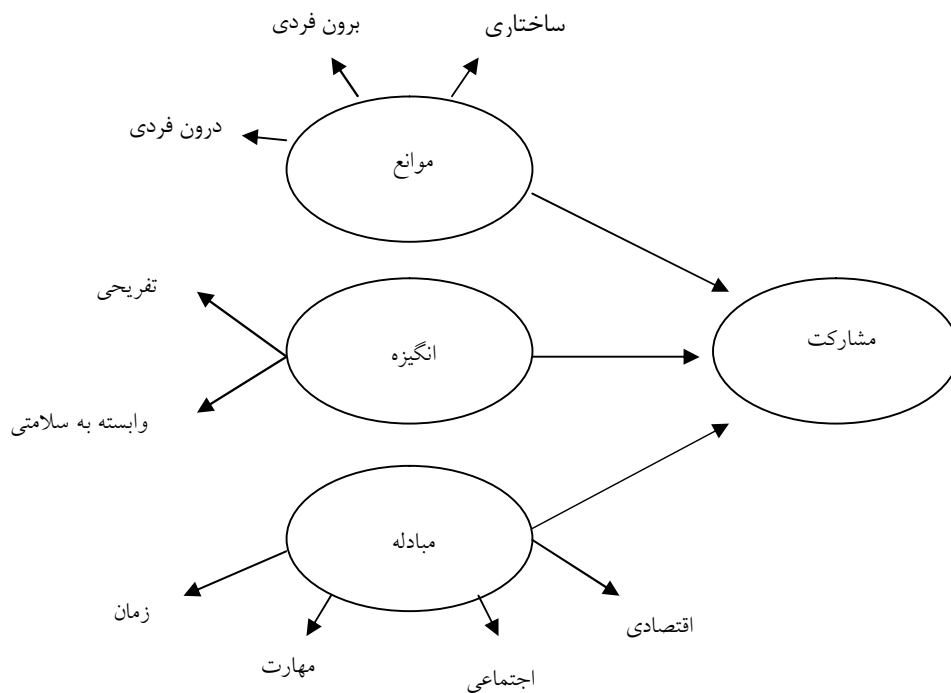 ساختاری
برون فردی
درون فردی
موانع
تفریحی
مشارکت
انگیزه
وابسته به سلامتی
مبادله
زمان
اقتصادی
مهارت
اجتماعی